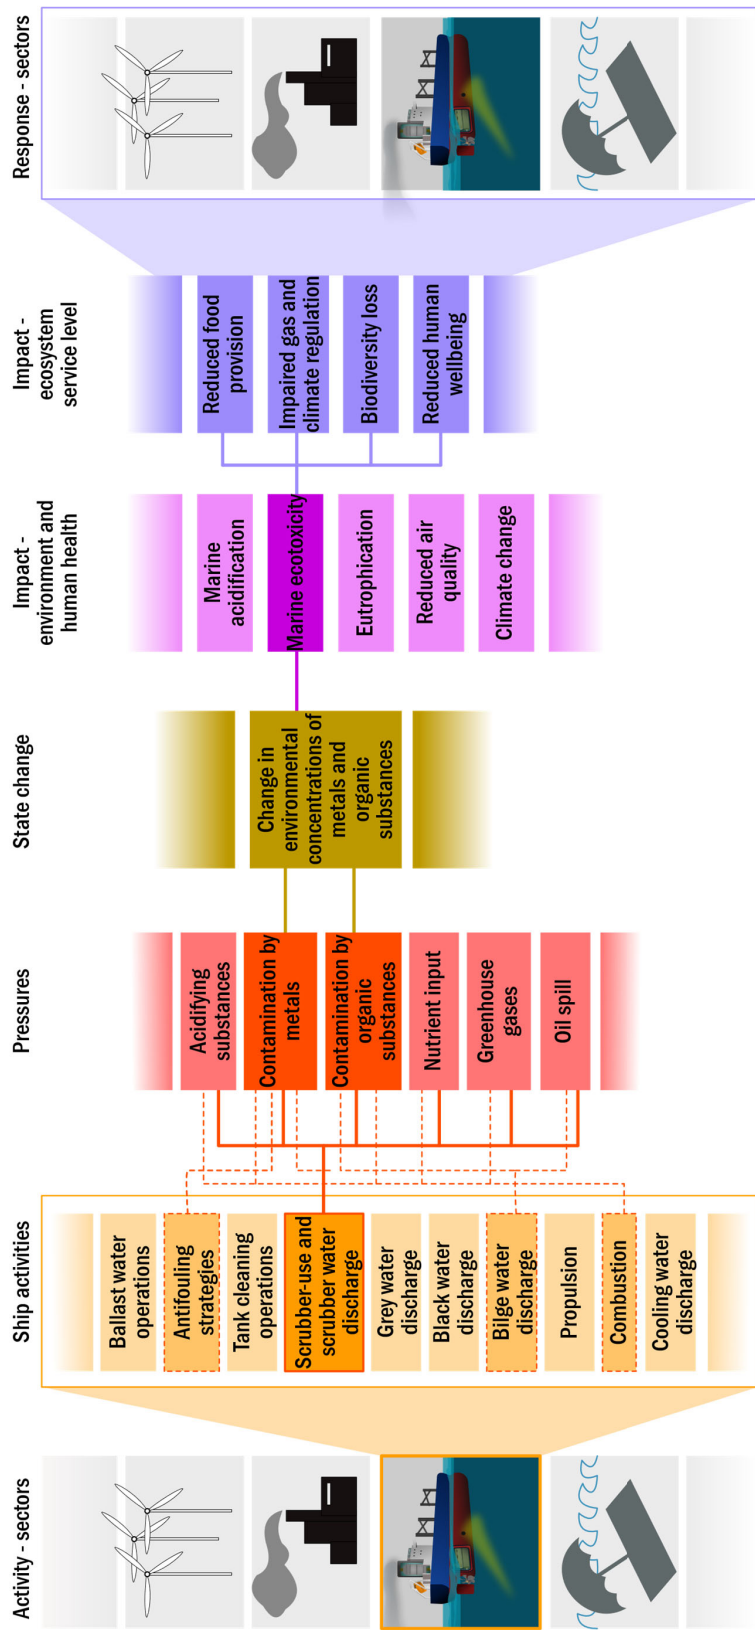 Activity - sectors
Ship activities
Ballast water
operations
Antifouling
strategies
Tank cleaning
operations
Scrubber-use and
scrubber water
discharge
Grey water
discharge
Black water
discharge
Bilge water
discharge
Propulsion
Combustion
Cooling water
discharge
Pressures
Acidifying
substances
Contamination by
metals
Contamination by
organic
substances
Nutrient input
Greenhouse
gases
Oil spill
State change
Change in
environmental
concentrations of
metals and
organic
substances
Impact -
environment and
human health
Marine
acidification
Marine ecotoxicity
Eutrophication
Reduced air
quality
Climate change
Impact -
ecosystem
service level
Reduced food
provision
Impaired gas and
climate regulation
Biodiversity loss
Reduced human
wellbeing
Response - sectors